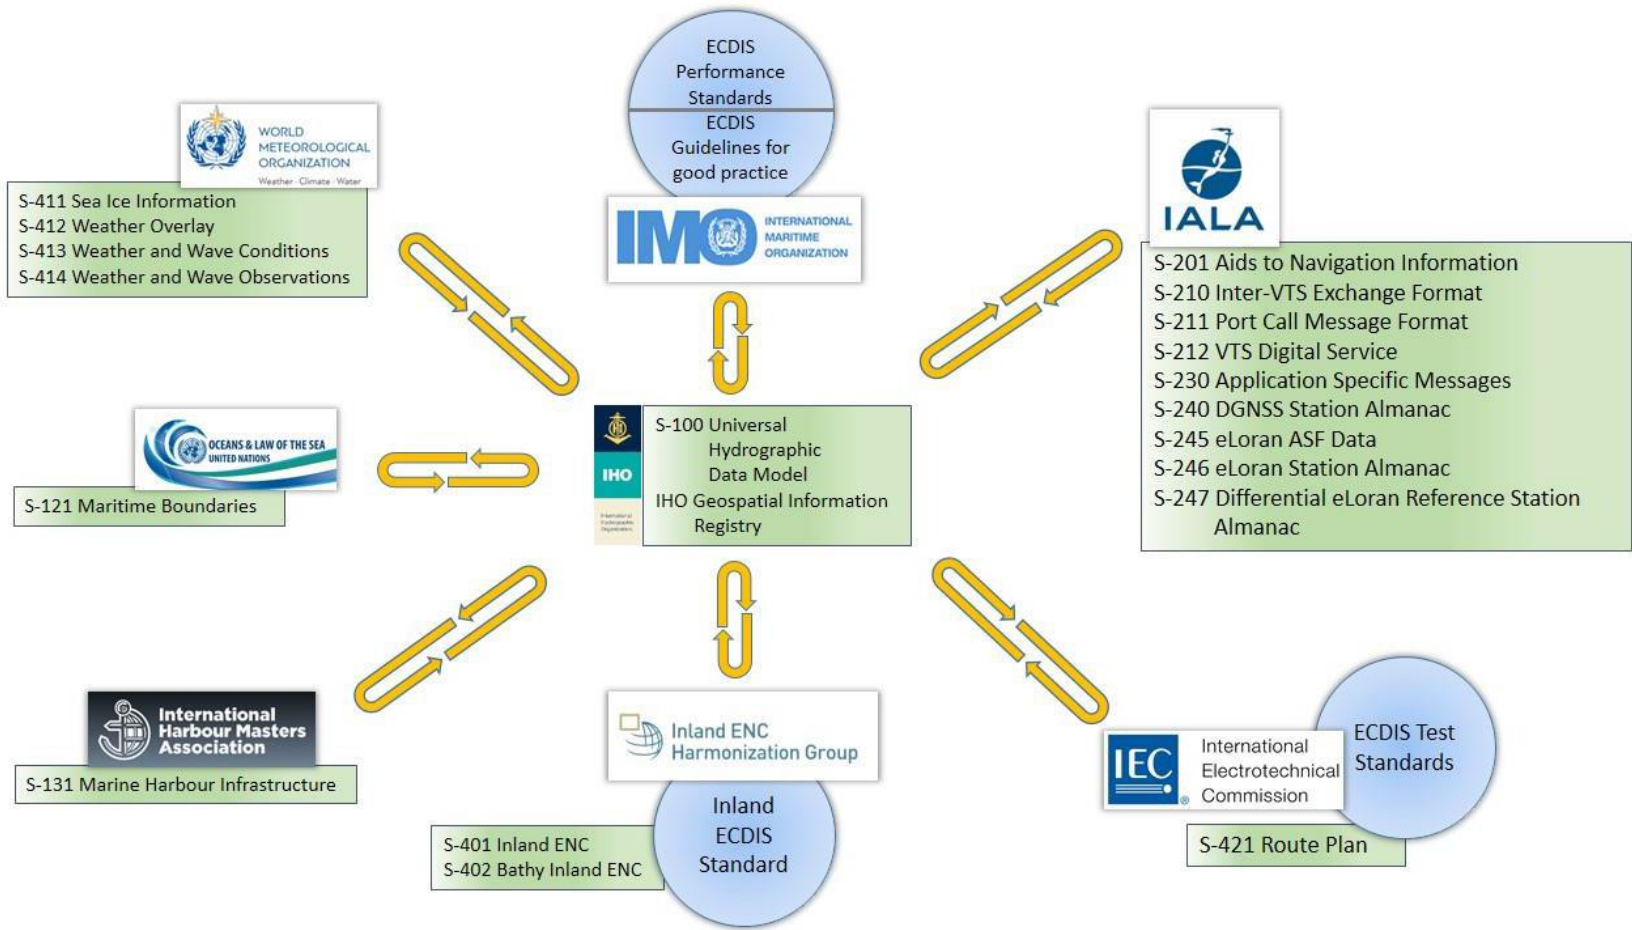 ECDIS
Performance
Standards
ECDIS
Guidelines for
good practice
IMO
INTERNATIONAL
MARITIME
ORGANIZATION
WORLD
METEOROLOGICAL
ORGANIZATION
Weather · Climate · Water
S-411 Sea Ice Information
S-412 Weather Overlay
S-413 Weather and Wave Conditions
S-414 Weather and Wave Observations
IALA
S-201 Aids to Navigation Information
S-210 Inter-VTS Exchange Format
S-211 Port Call Message Format
S-212 VTS Digital Service
S-230 Application Specific Messages
S-240 DGNSS Station Almanac
S-245 eLoran ASF Data
S-246 eLoran Station Almanac
S-247 Differential eLoran Reference Station
Almanac
OCEANS & LAW OF THE SEA
UNITED NATIONS
S-121 Maritime Boundaries
IHO
International
Hydrographic
Organization
S-100 Universal
Hydrographic
Data Model
IHO Geospatial Information
Registry
International
Harbour Masters
Association
S-131 Marine Harbour Infrastructure
Inland ENC
Harmonization Group
Inland
ECDIS
Standard
S-401 Inland ENC
S-402 Bathy Inland ENC
IEC
®
International
Electrotechnical
Commission
ECDIS Test
Standards
S-421 Route Plan